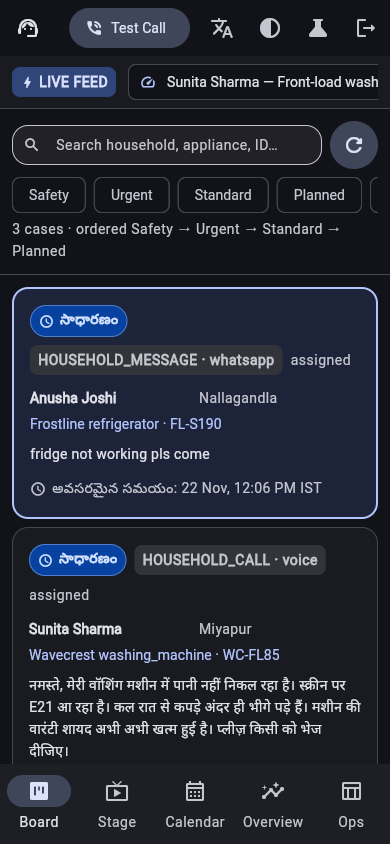 Test Call
LIVE FEED
Sunita Sharma — Front-load wash
Search household, appliance, ID…
Safety
Urgent
Standard
Planned
3 cases · ordered Safety → Urgent → Standard →
Planned
సాధారణం
HOUSEHOLD_MESSAGE · whatsapp assigned
Anusha Joshi Nallagandla
Frostline refrigerator · FL-S190
fridge not working pls come
అవసరమైన సమయం: 22 Nov, 12:06 PM IST
సాధారణం HOUSEHOLD_CALL · voice
assigned
Sunita Sharma Miyapur
Wavecrest washing_machine · WC-FL85
नमस्ते, मेरी वॉशिंग मशीन में पानी नहीं निकल रहा है। स्क्रीन पर
E21 आ रहा है। कल रात से कपड़े अंदर ही भीगे पड़े हैं। मशीन की
वारंटी शायद अभी अभी खत्म हुई है। प्लीज़ किसी को भेज
दीजिए।
Board Stage Calendar Overview Ops